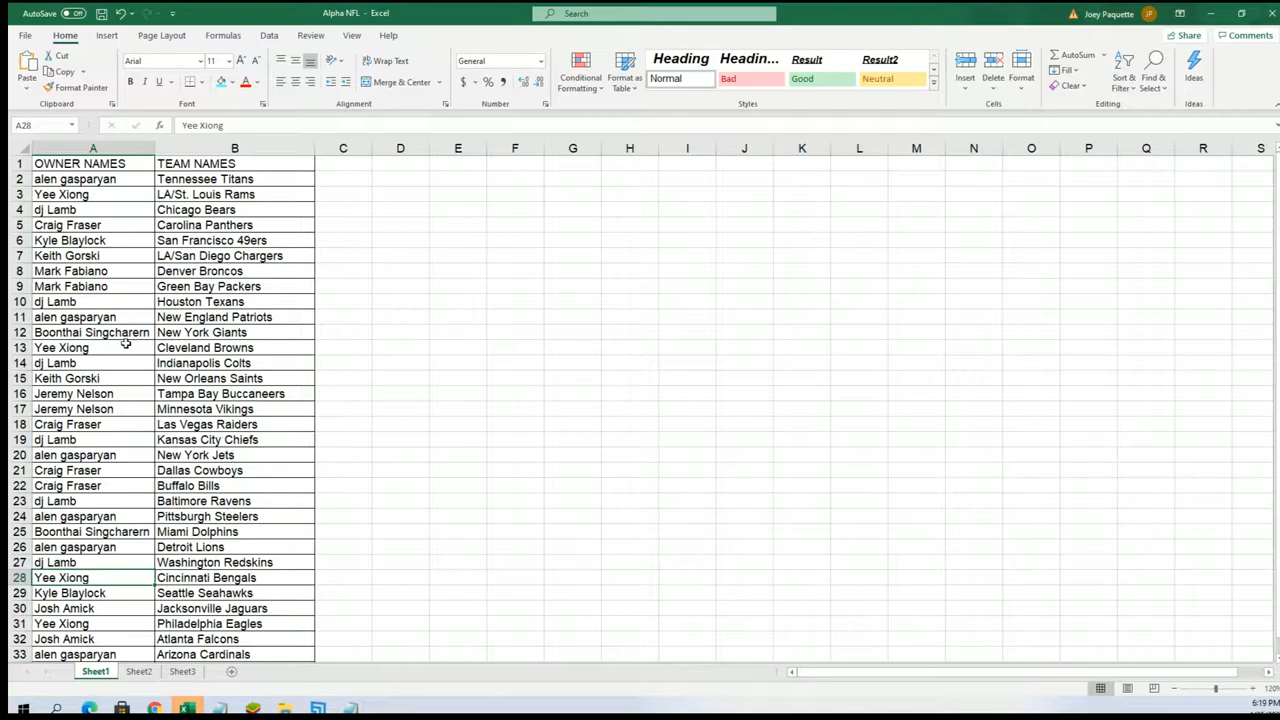 AutoSave Off Alpha NFL - Excel Search Joey Paquette JP
File Home Insert Page Layout Formulas Data Review View Help Share Comments
Paste Cut Copy Format Painter Clipboard
Arial 11 A A B I U A Font
Wrap Text Merge & Center Alignment
General $ % Number
Conditional Formatting Format as Table
Heading Headin... Result Result2
Normal Bad Good Neutral Styles
Insert Delete Format Cells
AutoSum Fill Clear Sort & Filter Find & Select Editing
Ideas Ideas
A28 fx Yee Xiong
A B C D E F G H I J K L M N O P Q R S
1 OWNER NAMES TEAM NAMES
2 alen gasparyan Tennessee Titans
3 Yee Xiong LA/St. Louis Rams
4 dj Lamb Chicago Bears
5 Craig Fraser Carolina Panthers
6 Kyle Blaylock San Francisco 49ers
7 Keith Gorski LA/San Diego Chargers
8 Mark Fabiano Denver Broncos
9 Mark Fabiano Green Bay Packers
10 dj Lamb Houston Texans
11 alen gasparyan New England Patriots
12 Boonthai Singcharern New York Giants
13 Yee Xiong Cleveland Browns
14 dj Lamb Indianapolis Colts
15 Keith Gorski New Orleans Saints
16 Jeremy Nelson Tampa Bay Buccaneers
17 Jeremy Nelson Minnesota Vikings
18 Craig Fraser Las Vegas Raiders
19 dj Lamb Kansas City Chiefs
20 alen gasparyan New York Jets
21 Craig Fraser Dallas Cowboys
22 Craig Fraser Buffalo Bills
23 dj Lamb Baltimore Ravens
24 alen gasparyan Pittsburgh Steelers
25 Boonthai Singcharern Miami Dolphins
26 alen gasparyan Detroit Lions
27 dj Lamb Washington Redskins
28 Yee Xiong Cincinnati Bengals
29 Kyle Blaylock Seattle Seahawks
30 Josh Amick Jacksonville Jaguars
31 Yee Xiong Philadelphia Eagles
32 Josh Amick Atlanta Falcons
33 alen gasparyan Arizona Cardinals
Sheet1 Sheet2 Sheet3
120%
6:19 PM